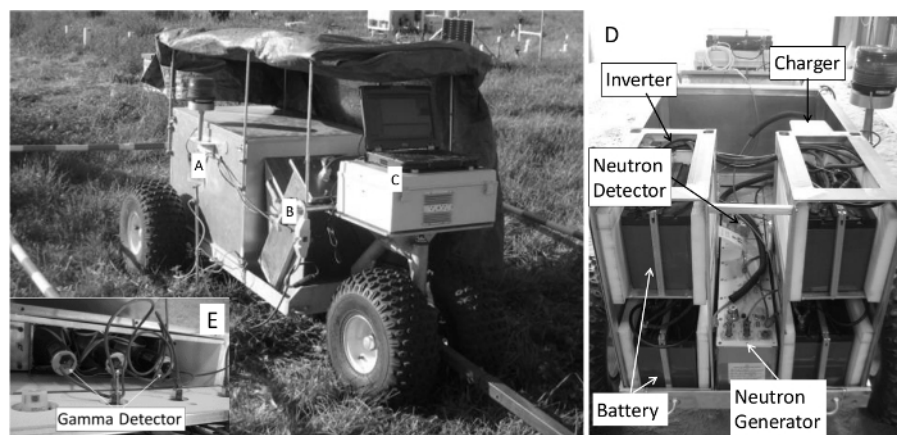 A
B
C
E
Gamma Detector
D
Inverter
Charger
Neutron
Detector
Battery
Neutron
Generator